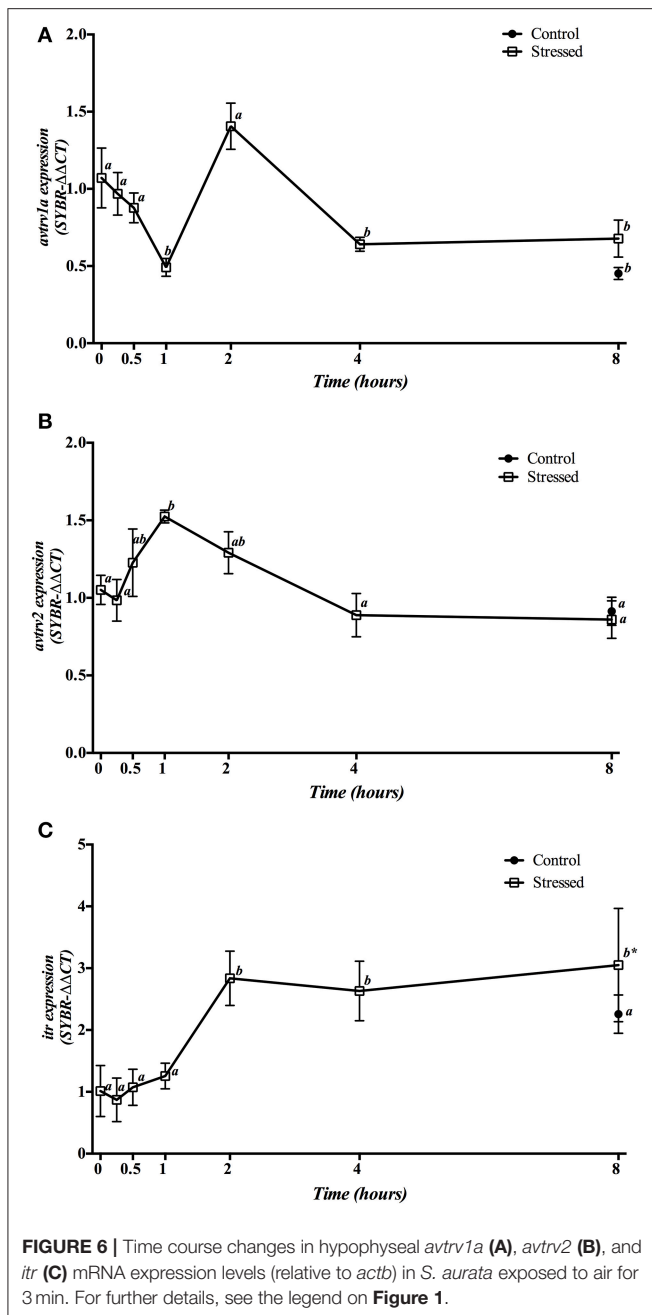 A
avtrv1a expression
(SYBR-ΔΔCT)
2.0
1.5
1.0
0.5
0.0
Control
Stressed
a
a
a
b
a
b
b
b
0
0.5
1
2
4
8
Time (hours)
B
avtrv2 expression
(SYBR-ΔΔCT)
2.0
1.5
1.0
0.5
0.0
Control
Stressed
a
a
ab
b
ab
a
a
a
0
0.5
1
2
4
8
Time (hours)
C
itr expression
(SYBR-ΔΔCT)
5
4
3
2
1
0
Control
Stressed
a
a
a
a
b
b
b*
a
0
0.5
1
2
4
8
Time (hours)
FIGURE 6 | Time course changes in hypophyseal avtrv1a (A), avtrv2 (B), and
itr (C) mRNA expression levels (relative to actb) in S. aurata exposed to air for
3 min. For further details, see the legend on Figure 1.